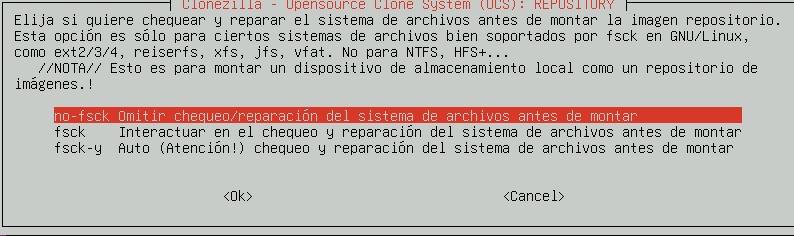 Clonezilla - Opensource Clone System (OCS): REPOSITORY
Elija si quiere chequear y reparar el sistema de archivos antes de montar la imagen repositorio.
Esta opción es sólo para ciertos sistemas de archivos bien soportados por fsck en GNU/Linux,
como ext2/3/4, reiserfs, xfs, jfs, vfat. No para NTFS, HFS+...
//NOTA// Esto es para montar un dispositivo de almacenamiento local como un repositorio de
imágenes.!
no-fsck Omitir chequeo/reparación del sistema de archivos antes de montar
fsck Interactuar en el chequeo y reparación del sistema de archivos antes de montar
fsck-y Auto (Atención!) chequeo y reparación del sistema de archivos antes de montar
<Ok> <Cancel>